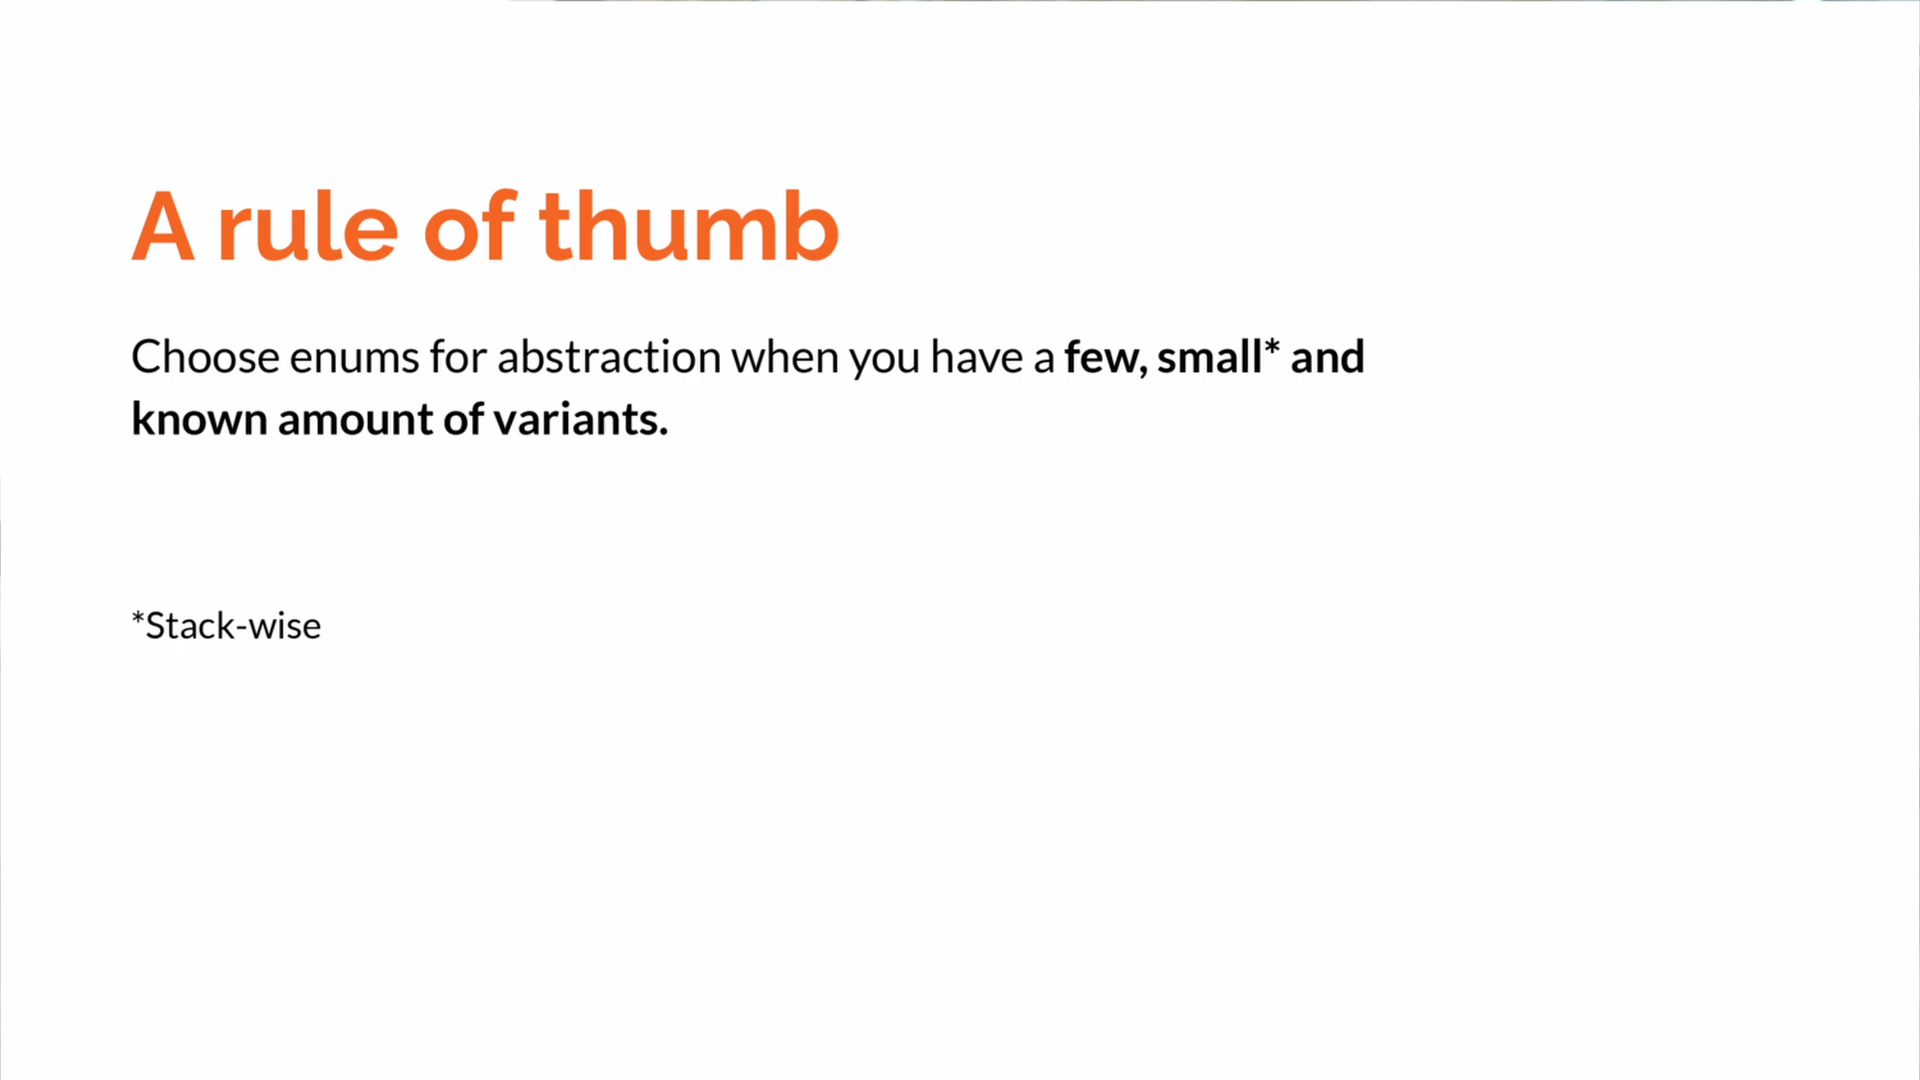 A rule of thumb
Choose enums for abstraction when you have a few, small* and
known amount of variants.
*Stack-wise